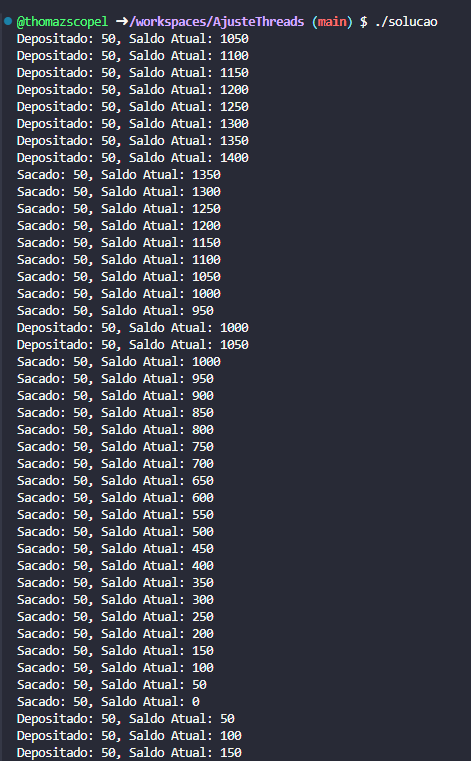 @thomazscopel ➜/workspaces/AjusteThreads (main) $ ./solucao
Depositado: 50, Saldo Atual: 1050
Depositado: 50, Saldo Atual: 1100
Depositado: 50, Saldo Atual: 1150
Depositado: 50, Saldo Atual: 1200
Depositado: 50, Saldo Atual: 1250
Depositado: 50, Saldo Atual: 1300
Depositado: 50, Saldo Atual: 1350
Depositado: 50, Saldo Atual: 1400
Sacado: 50, Saldo Atual: 1350
Sacado: 50, Saldo Atual: 1300
Sacado: 50, Saldo Atual: 1250
Sacado: 50, Saldo Atual: 1200
Sacado: 50, Saldo Atual: 1150
Sacado: 50, Saldo Atual: 1100
Sacado: 50, Saldo Atual: 1050
Sacado: 50, Saldo Atual: 1000
Sacado: 50, Saldo Atual: 950
Depositado: 50, Saldo Atual: 1000
Depositado: 50, Saldo Atual: 1050
Sacado: 50, Saldo Atual: 1000
Sacado: 50, Saldo Atual: 950
Sacado: 50, Saldo Atual: 900
Sacado: 50, Saldo Atual: 850
Sacado: 50, Saldo Atual: 800
Sacado: 50, Saldo Atual: 750
Sacado: 50, Saldo Atual: 700
Sacado: 50, Saldo Atual: 650
Sacado: 50, Saldo Atual: 600
Sacado: 50, Saldo Atual: 550
Sacado: 50, Saldo Atual: 500
Sacado: 50, Saldo Atual: 450
Sacado: 50, Saldo Atual: 400
Sacado: 50, Saldo Atual: 350
Sacado: 50, Saldo Atual: 300
Sacado: 50, Saldo Atual: 250
Sacado: 50, Saldo Atual: 200
Sacado: 50, Saldo Atual: 150
Sacado: 50, Saldo Atual: 100
Sacado: 50, Saldo Atual: 50
Sacado: 50, Saldo Atual: 0
Depositado: 50, Saldo Atual: 50
Depositado: 50, Saldo Atual: 100
Depositado: 50, Saldo Atual: 150